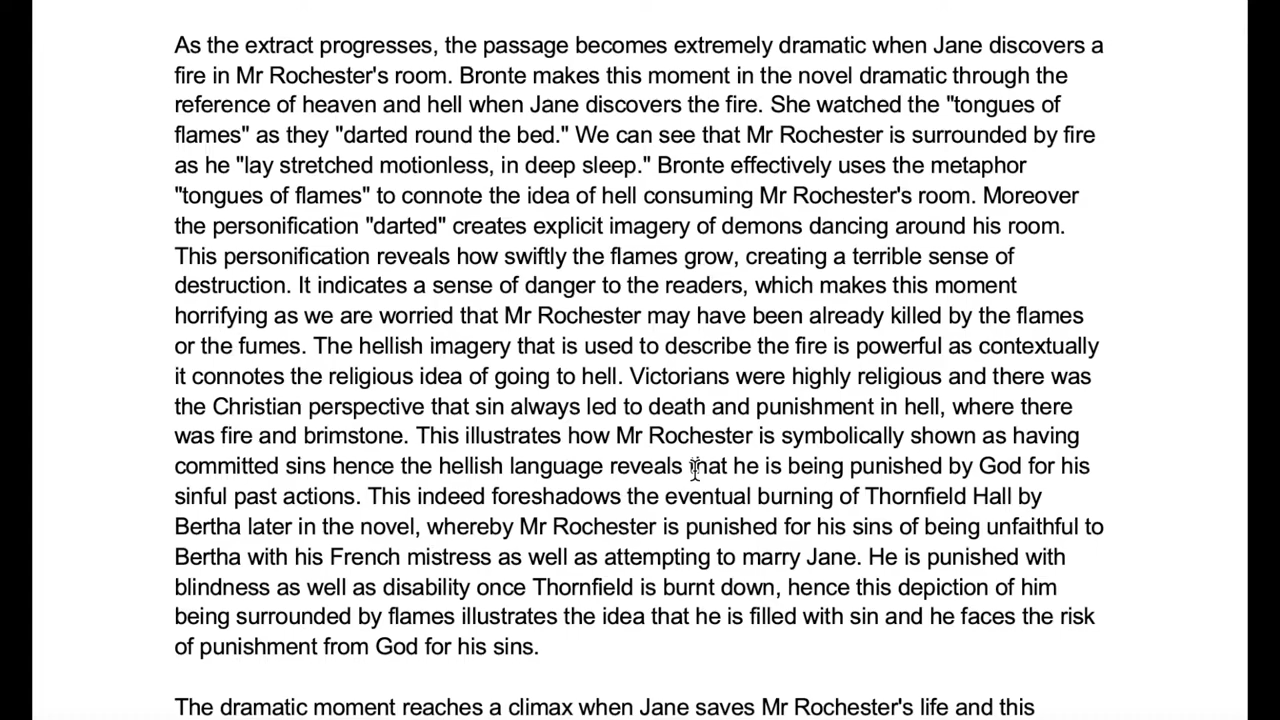 As the extract progresses, the passage becomes extremely dramatic when Jane discovers a
fire in Mr Rochester's room. Bronte makes this moment in the novel dramatic through the
reference of heaven and hell when Jane discovers the fire. She watched the "tongues of
flames" as they "darted round the bed." We can see that Mr Rochester is surrounded by fire
as he "lay stretched motionless, in deep sleep." Bronte effectively uses the metaphor
"tongues of flames" to connote the idea of hell consuming Mr Rochester's room. Moreover
the personification "darted" creates explicit imagery of demons dancing around his room.
This personification reveals how swiftly the flames grow, creating a terrible sense of
destruction. It indicates a sense of danger to the readers, which makes this moment
horrifying as we are worried that Mr Rochester may have been already killed by the flames
or the fumes. The hellish imagery that is used to describe the fire is powerful as contextually
it connotes the religious idea of going to hell. Victorians were highly religious and there was
the Christian perspective that sin always led to death and punishment in hell, where there
was fire and brimstone. This illustrates how Mr Rochester is symbolically shown as having
committed sins hence the hellish language reveals that he is being punished by God for his
sinful past actions. This indeed foreshadows the eventual burning of Thornfield Hall by
Bertha later in the novel, whereby Mr Rochester is punished for his sins of being unfaithful to
Bertha with his French mistress as well as attempting to marry Jane. He is punished with
blindness as well as disability once Thornfield is burnt down, hence this depiction of him
being surrounded by flames illustrates the idea that he is filled with sin and he faces the risk
of punishment from God for his sins.
The dramatic moment reaches a climax when Jane saves Mr Rochester's life and this